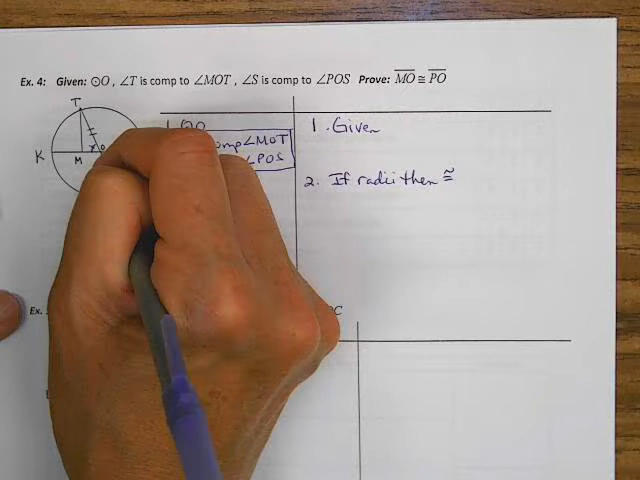 Ex. 4: Given: ⊙O , ∠T is comp to ∠MOT , ∠S is comp to ∠POS Prove: MO ≅ PO
T
K
M
O
1. ⊙O
comp ∠MOT
∠POS
1. Given
2. If radii then ≅
Ex.